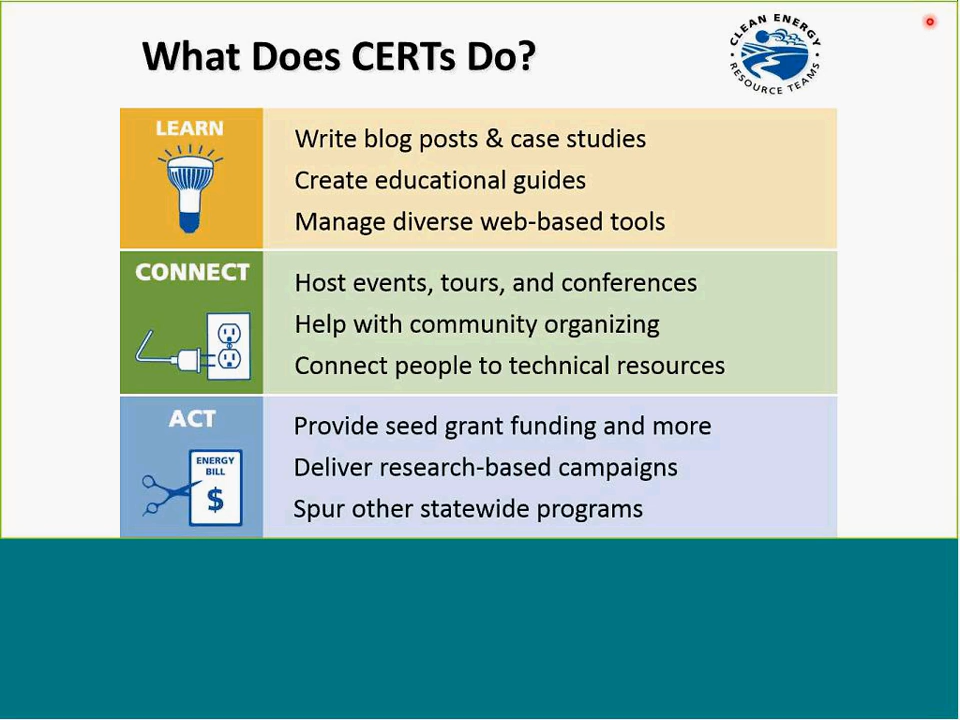 What Does CERTs Do?
CLEAN ENERGY
RESOURCE TEAMS
LEARN
Write blog posts & case studies
Create educational guides
Manage diverse web-based tools
CONNECT
Host events, tours, and conferences
Help with community organizing
Connect people to technical resources
ACT
ENERGY
BILL
$
Provide seed grant funding and more
Deliver research-based campaigns
Spur other statewide programs